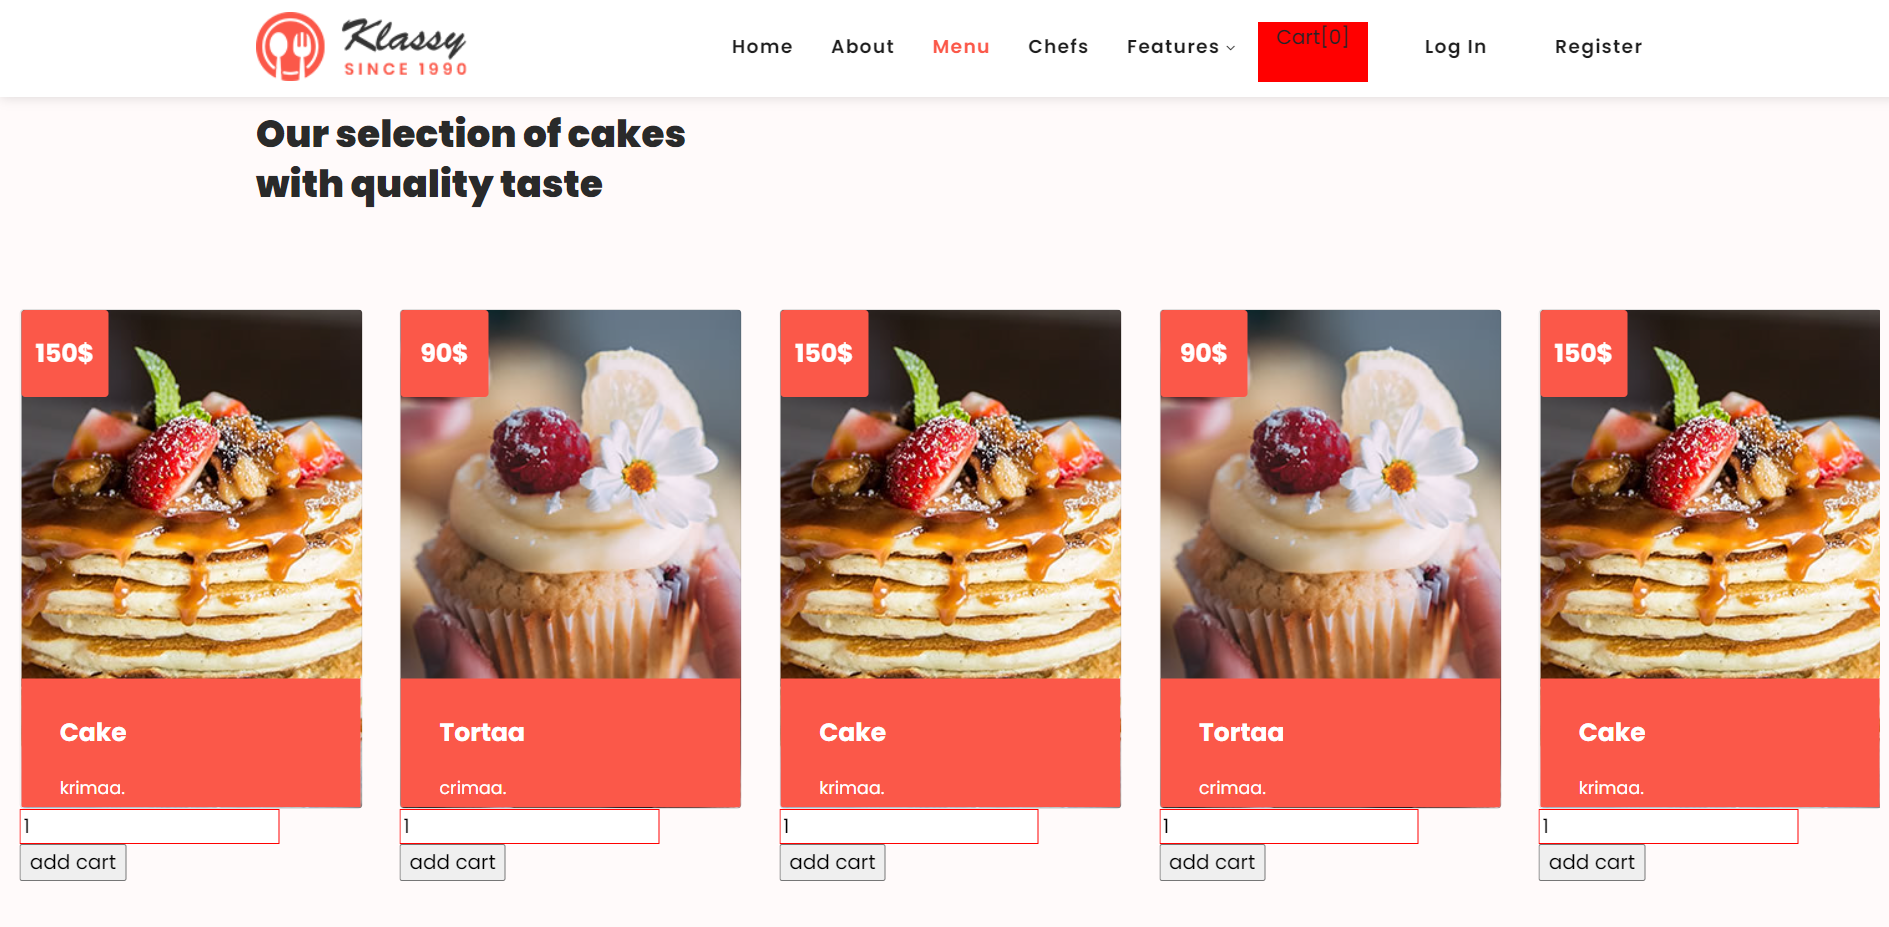 Klassy
SINCE 1990
Home About Menu Chefs Features Cart[0] Log In Register
Our selection of cakes
with quality taste
150$ 90$ 150$ 90$ 150$
Cake Tortaa Cake Tortaa Cake
krimaa. crimaa. krimaa. crimaa. krimaa.
1 1 1 1 1
add cart add cart add cart add cart add cart